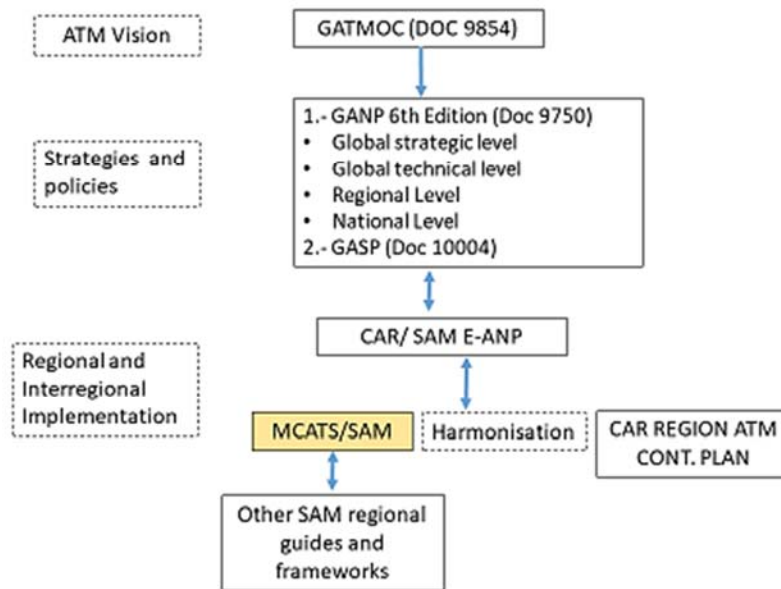 ATM Vision
GATMOC (DOC 9854)
Strategies and
policies
1.- GANP 6th Edition (Doc 9750)
• Global strategic level
• Global technical level
• Regional Level
• National Level
2.- GASP (Doc 10004)
CAR/ SAM E-ANP
Regional and
Interregional
Implementation
MCATS/SAM
Harmonisation
CAR REGION ATM
CONT. PLAN
Other SAM regional
guides and
frameworks